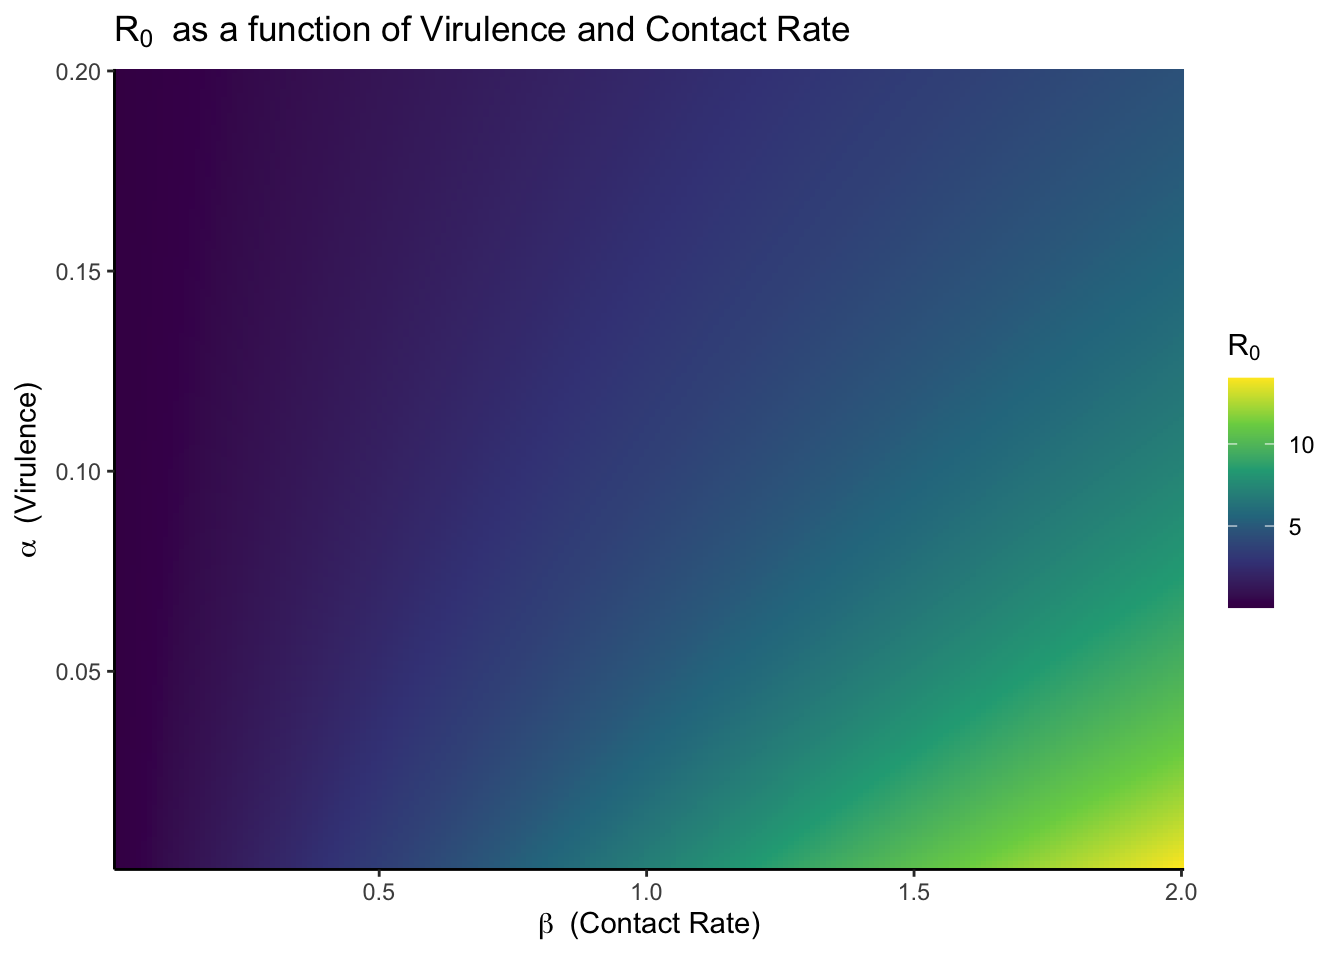 R₀ as a function of Virulence and Contact Rate
0.20
0.15
0.10
0.05
α (Virulence)
0.5 1.0 1.5 2.0
β (Contact Rate)
R₀
10
5